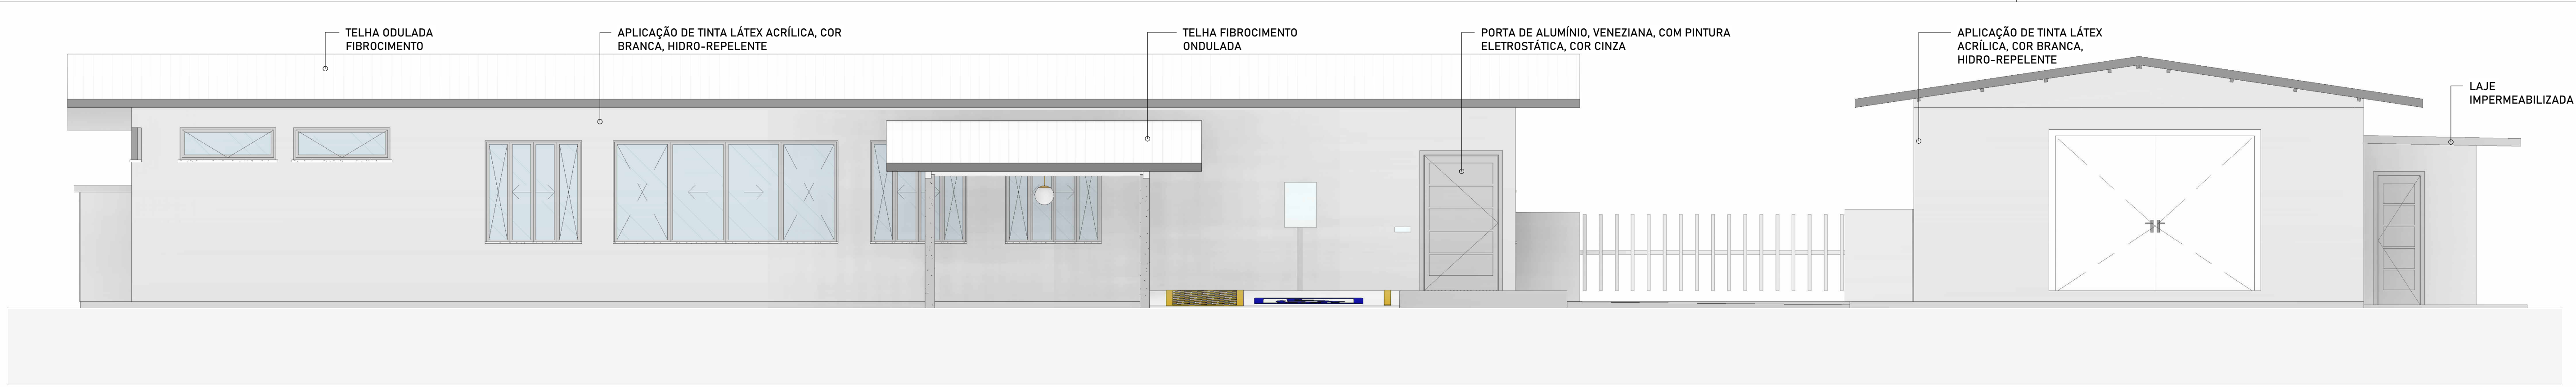 TELHA ODULADA
FIBROCIMENTO
APLICAÇÃO DE TINTA LÁTEX ACRÍLICA, COR
BRANCA, HIDRO-REPELENTE
TELHA FIBROCIMENTO
ONDULADA
PORTA DE ALUMÍNIO, VENEZIANA, COM PINTURA
ELETROSTÁTICA, COR CINZA
APLICAÇÃO DE TINTA LÁTEX
ACRÍLICA, COR BRANCA,
HIDRO-REPELENTE
LAJE
IMPERMEABILIZADA